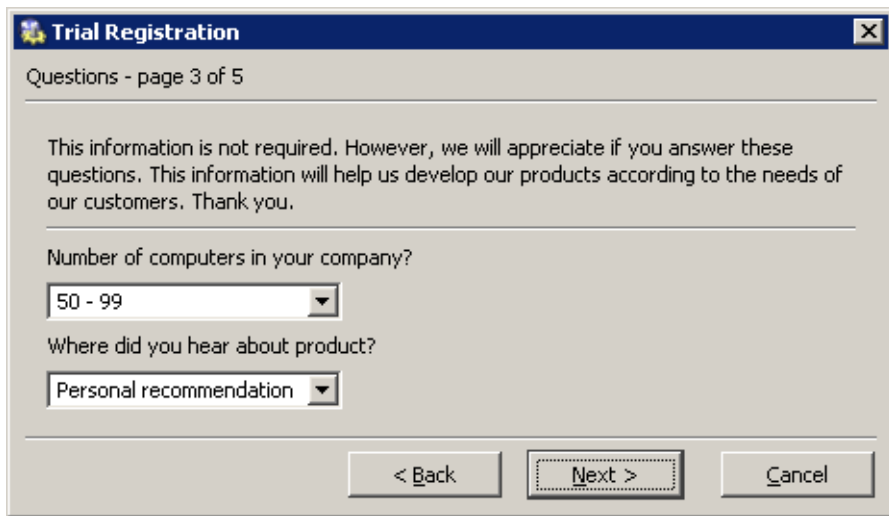 Trial Registration
Questions - page 3 of 5
This information is not required. However, we will appreciate if you answer these
questions. This information will help us develop our products according to the needs of
our customers. Thank you.
Number of computers in your company?
50 - 99
Where did you hear about product?
Personal recommendation
< Back Next > Cancel